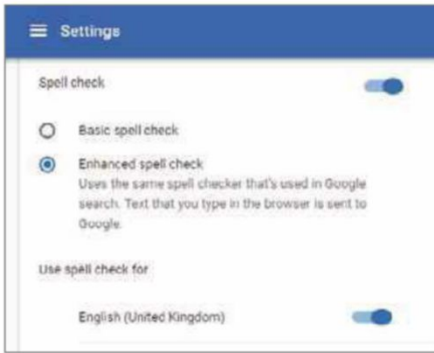 Settings
Spell check
Basic spell check
Enhanced spell check
Uses the same spell checker that's used in Google
search. Text that you type in the browser is sent to
Google.
Use spell check for
English (United Kingdom)